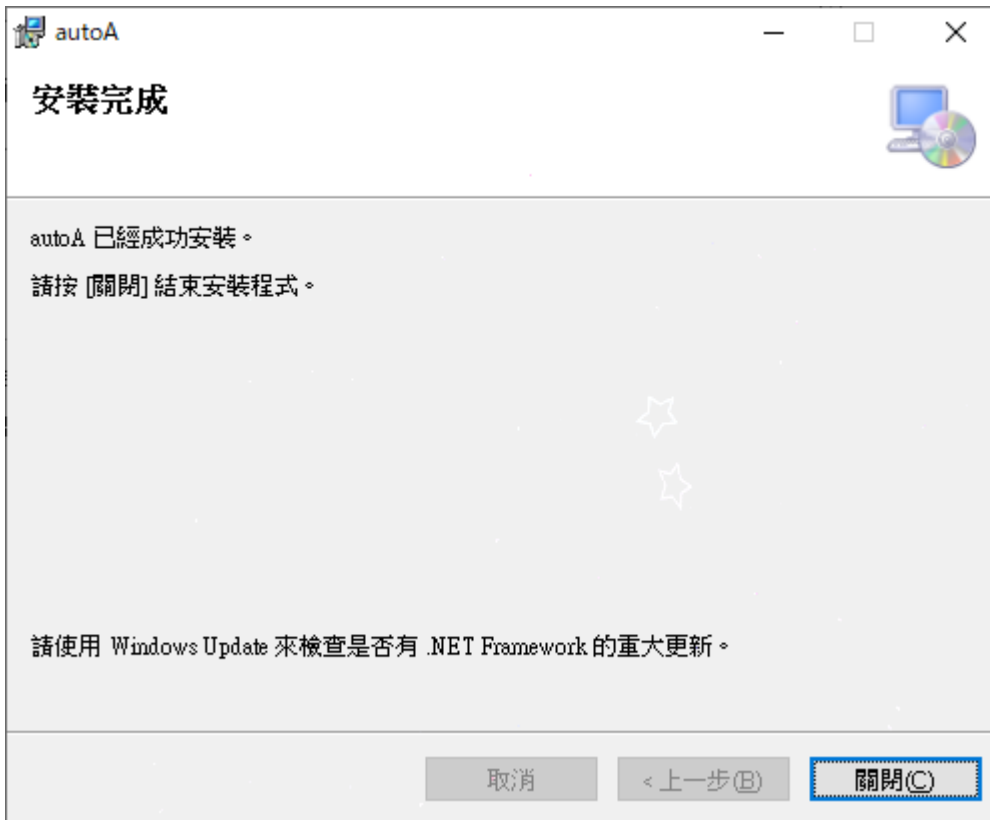 autoA
安裝完成
autoA 已經成功安裝。
請按 [關閉] 結束安裝程式。
請使用 Windows Update 來檢查是否有 .NET Framework 的重大更新。
取消
< 上一步(B)
關閉(C)